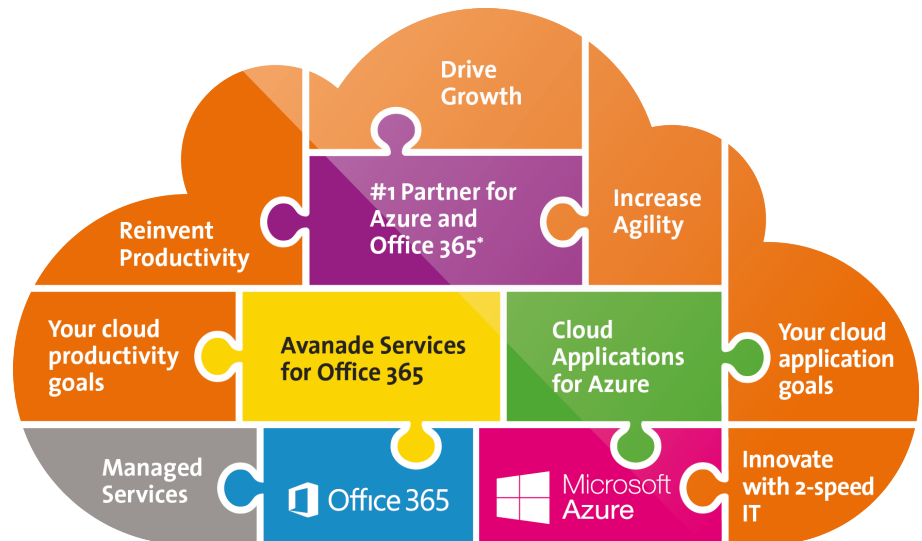 Drive
Growth
#1 Partner for
Azure and
Office 365*
Increase
Agility
Reinvent
Productivity
Your cloud
productivity
goals
Avanade Services
for Office 365
Cloud
Applications
for Azure
Your cloud
application
goals
Managed
Services
Office 365
Microsoft
Azure
Innovate
with 2-speed
IT